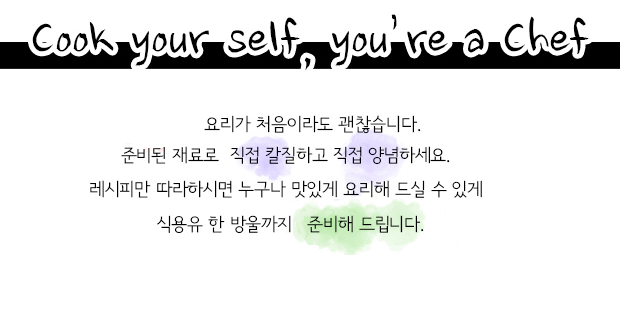 Cook your self, you're a Chef
요리가 처음이라도 괜찮습니다.
준비된 재료로 직접 칼질하고 직접 양념하세요.
레시피만 따라하시면 누구나 맛있게 요리해 드실 수 있게
식용유 한 방울까지 준비해 드립니다.